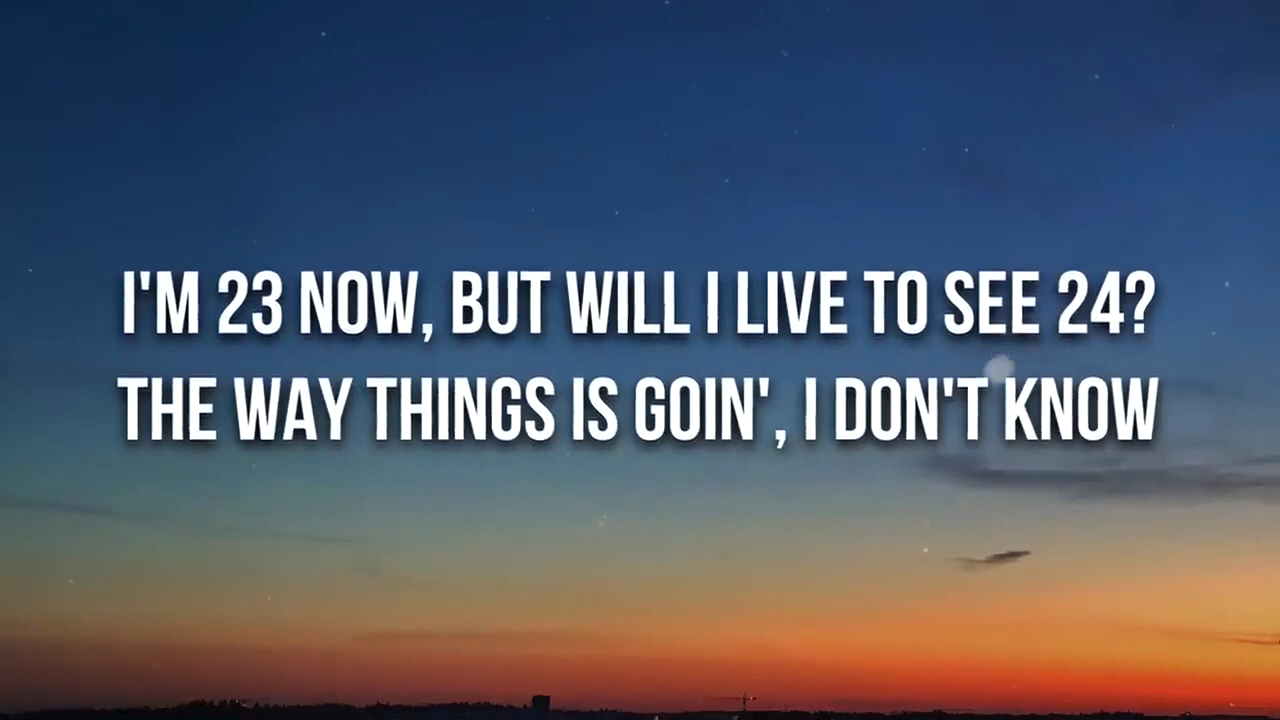 I'M 23 NOW, BUT WILL I LIVE TO SEE 24?
THE WAY THINGS IS GOIN', I DON'T KNOW